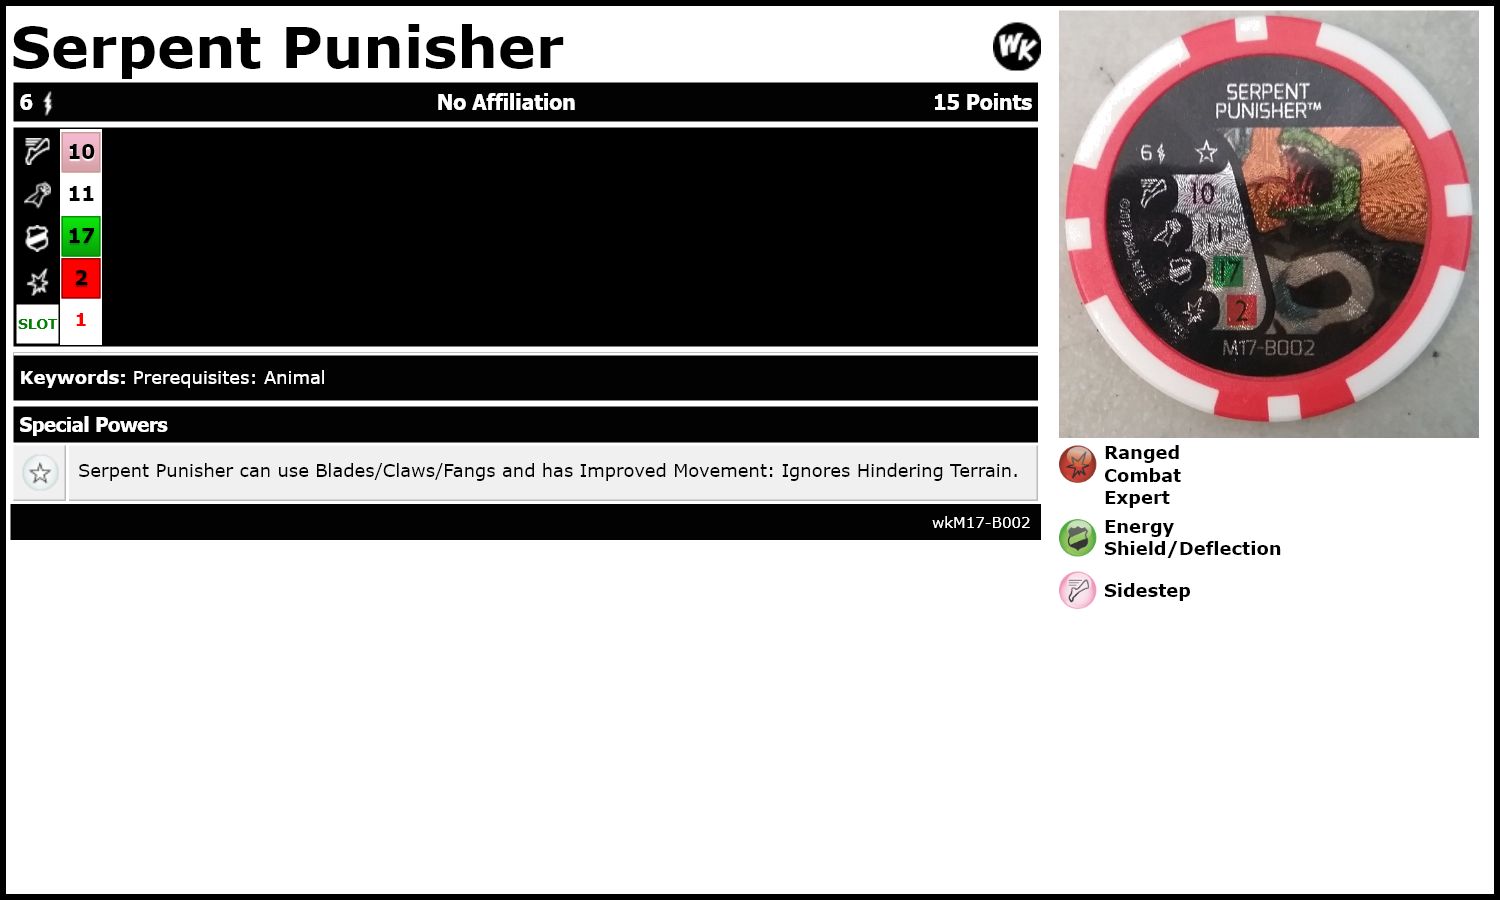 Serpent Punisher
WK
6 No Affiliation 15 Points
10
11
17
2
SLOT 1
Keywords: Prerequisites: Animal
Special Powers
Serpent Punisher can use Blades/Claws/Fangs and has Improved Movement: Ignores Hindering Terrain.
wkM17-B002
SERPENT
PUNISHER™
6
10
11
17
2
M17-B002
Ranged
Combat
Expert
Energy
Shield/Deflection
Sidestep